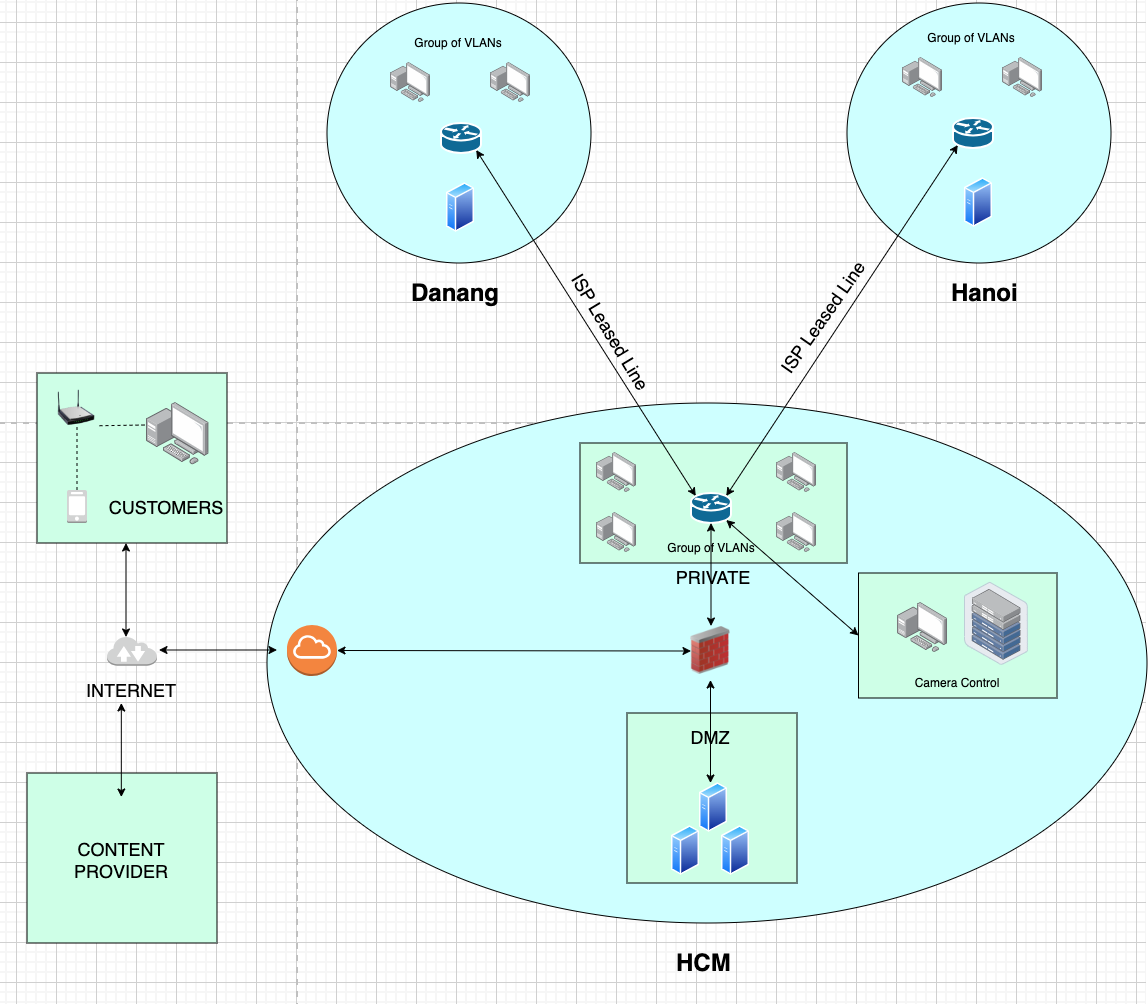 Group of VLANs
Group of VLANs
Danang
Hanoi
ISP Leased Line
ISP Leased Line
CUSTOMERS
Group of VLANs
PRIVATE
INTERNET
Camera Control
DMZ
CONTENT
PROVIDER
HCM